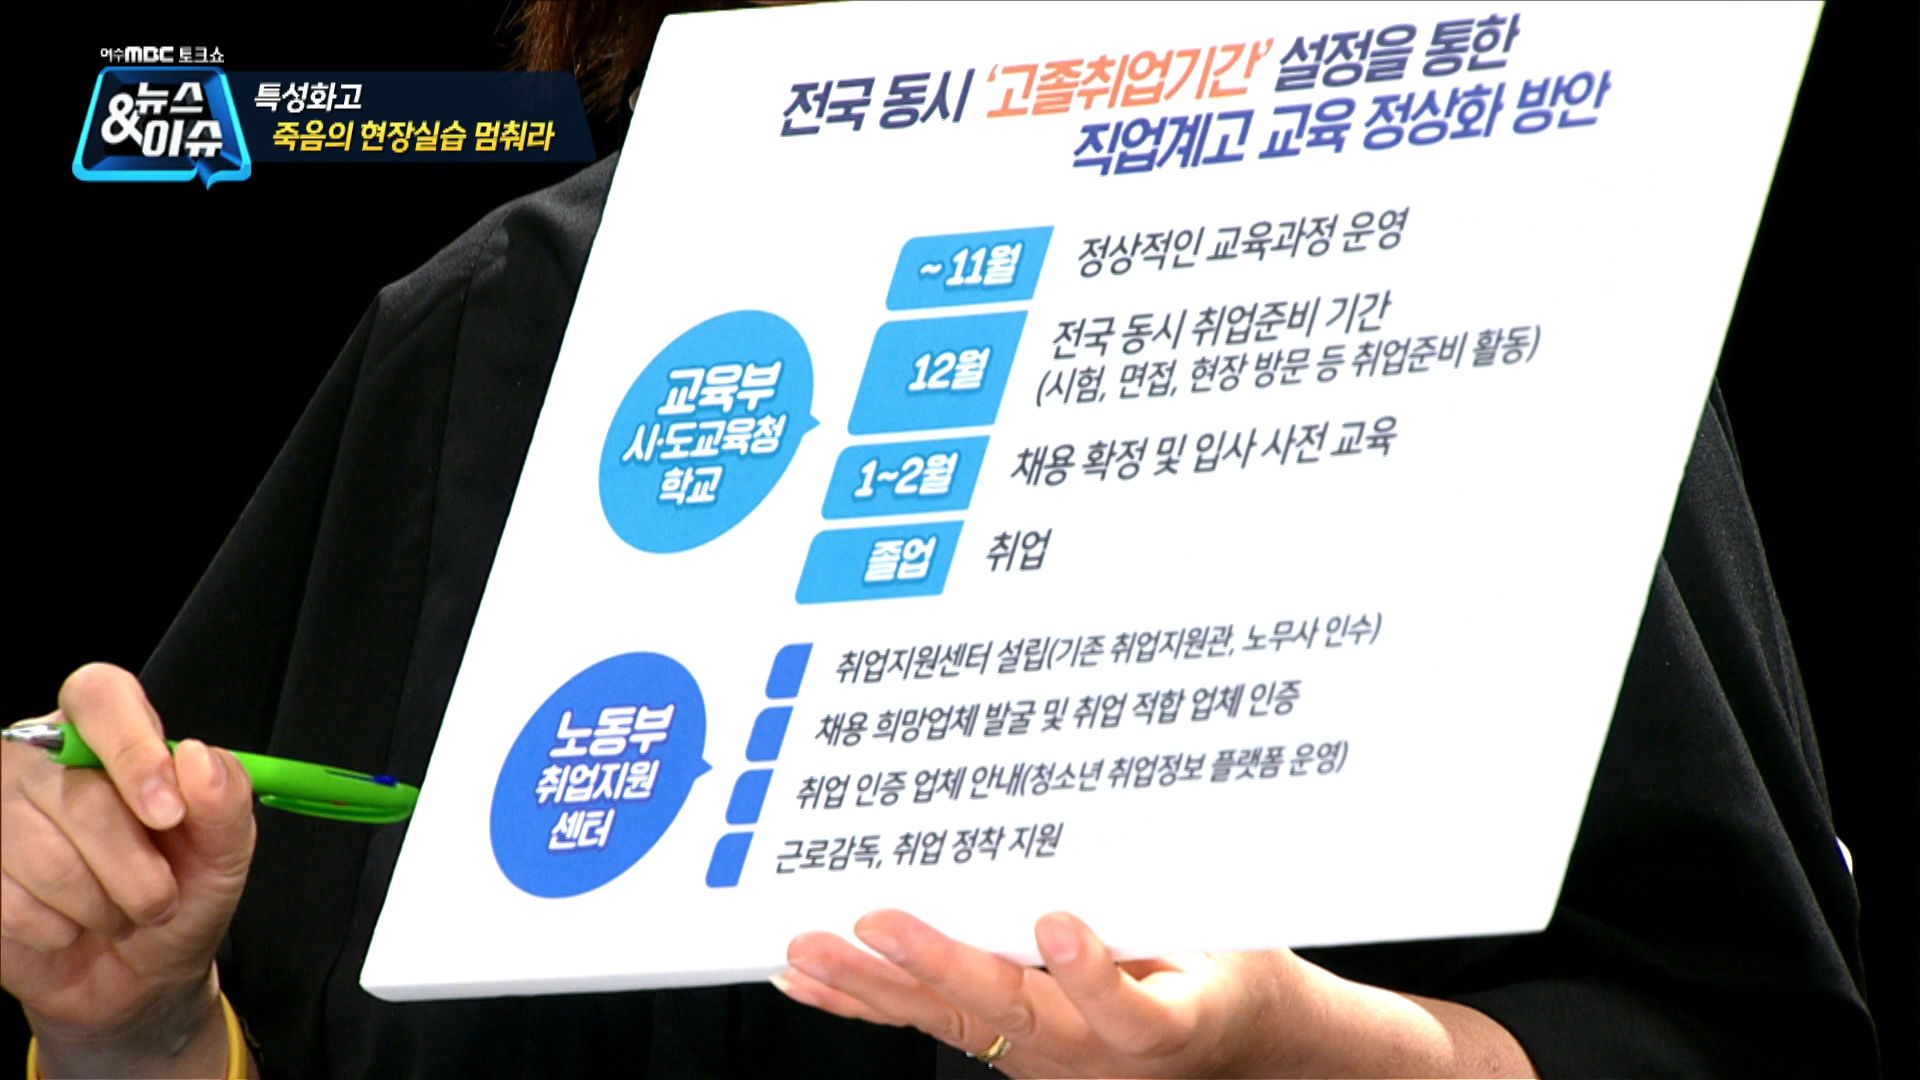 여수MBC 토크쇼
뉴스
&이슈
특성화고
죽음의 현장실습 멈춰라
전국 동시 ‘고졸취업기간’ 설정을 통한
직업계고 교육 정상화 방안
교육부
시·도교육청
학교
~ 11월 정상적인 교육과정 운영
12월 전국 동시 취업준비 기간
(시험, 면접, 현장 방문 등 취업준비 활동)
1~2월 채용 확정 및 입사 사전 교육
졸업 취업
노동부
취업지원
센터
취업지원센터 설립(기존 취업지원관, 노무사 인수)
채용 희망업체 발굴 및 취업 적합 업체 인증
취업 인증 업체 안내(청소년 취업정보 플랫폼 운영)
근로감독, 취업 정착 지원